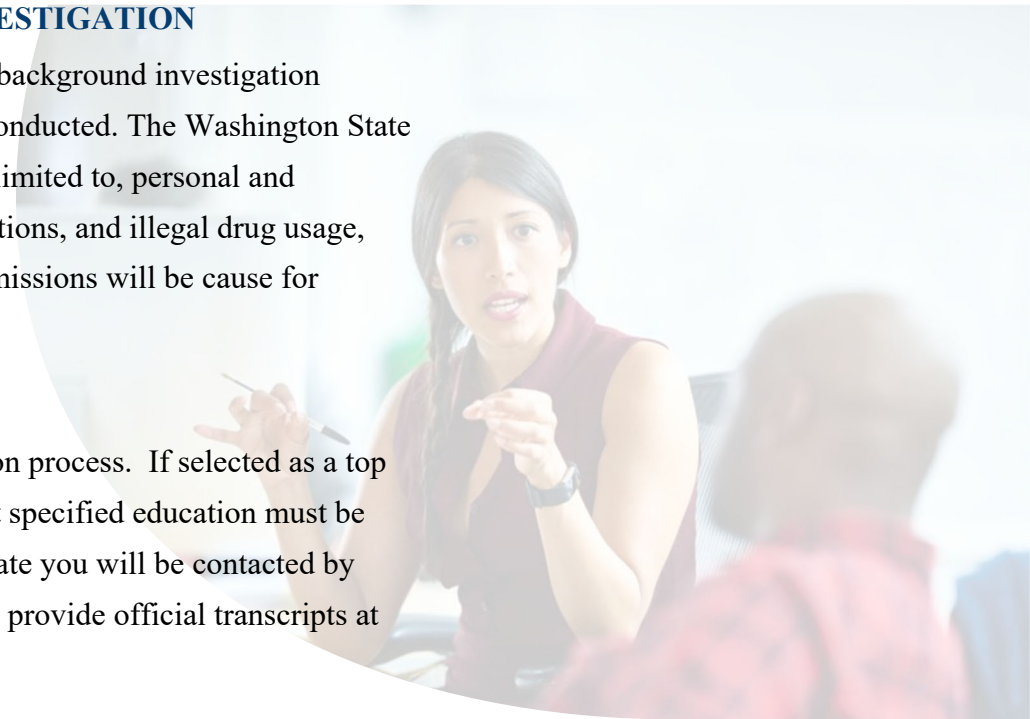 ESTIGATION
background investigation
onducted. The Washington State
limited to, personal and
tions, and illegal drug usage,
missions will be cause for
on process.  If selected as a top
specified education must be
ate you will be contacted by
provide official transcripts at